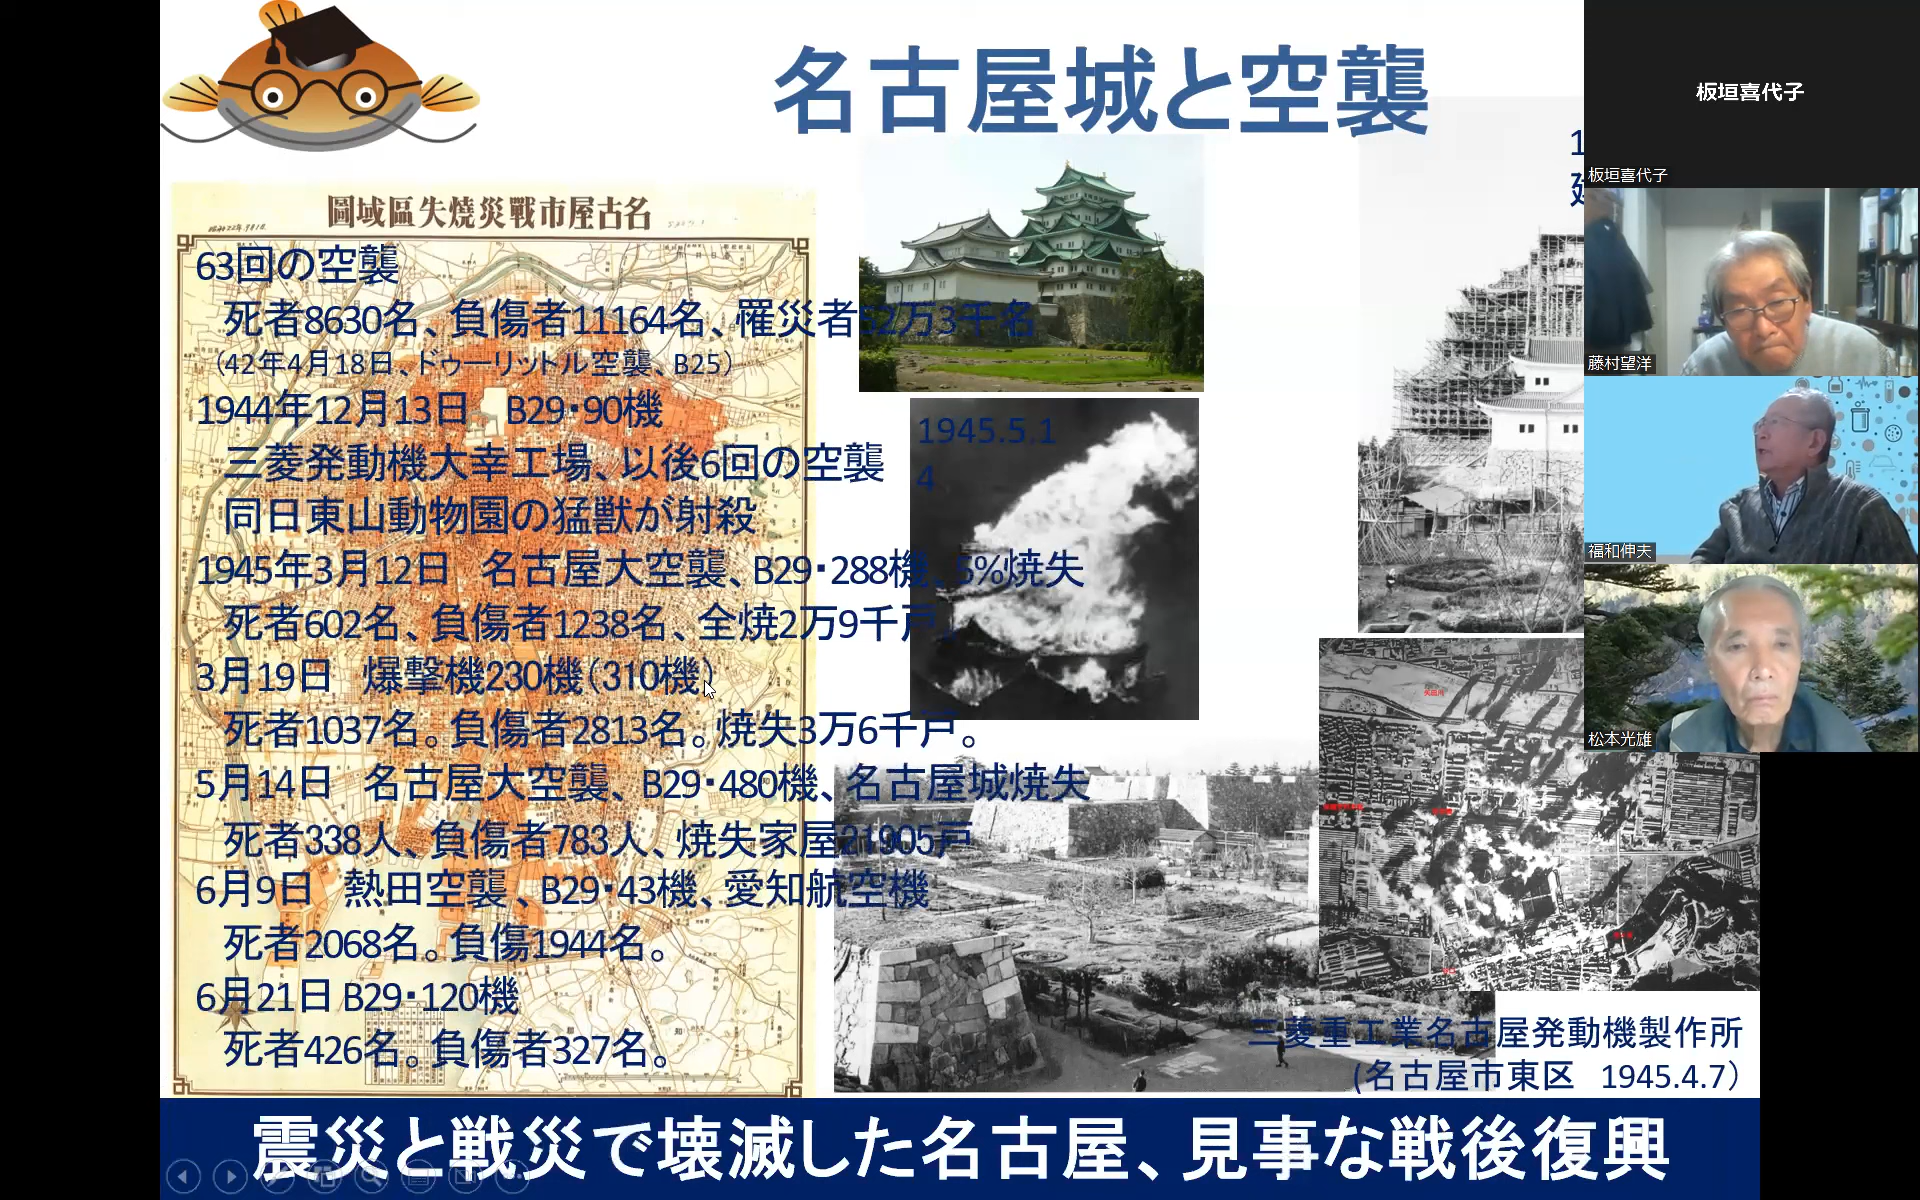 名古屋城と空襲
名古屋市戰災燒失區域圖
63回の空襲
死者8630名、負傷者11164名、罹災者52万3千名
(42年4月18日、ドゥーリットル空襲、B25)
1944年12月13日 B29・90機
三菱発動機大幸工場、以後6回の空襲
同日東山動物園の猛獣が射殺
1945年3月12日 名古屋大空襲、B29・288機、5%焼失
死者602名、負傷者1238名、全焼2万9千戸。
3月19日 爆撃機230機(310機)
死者1037名。負傷者2813名。焼失3万6千戸。
5月14日 名古屋大空襲、B29・480機、名古屋城焼失
死者338人、負傷者783人、焼失家屋21905戸
6月9日 熱田空襲、B29・43機、愛知航空機
死者2068名。負傷1944名。
6月21日 B29・120機
死者426名。負傷者327名。
1945.5.1
4
三菱重工業名古屋発動機製作所
(名古屋市東区 1945.4.7)
震災と戦災で壊滅した名古屋、見事な戦後復興
板垣喜代子
板垣喜代子
藤村望洋
福和伸夫
松本光雄